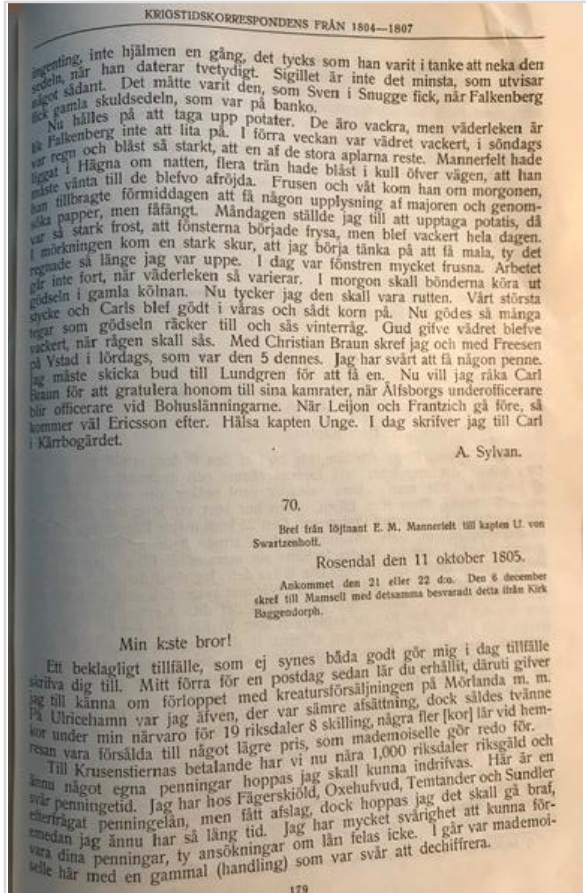 KRIGSTIDSKORRESPONDENS FRÅN 1804—1807
ingenting, inte hjälmen en gång, det tycks som han varit i tanke att neka den
sedeln, när han daterar tvetydigt. Sigillet är inte det minsta, som utvisar
något sådant. Det måtte varit den, som Sven i Snugge fick, när Falkenberg
fick gamla skuldsedeln, som var på banko.
Nu hålles på att taga upp potater. De äro vackra, men väderleken är
lik Falkenberg inte att lita på. I förra veckan var vädret vackert, i söndags
var regn och blåst så starkt, att en af de stora aplarna reste. Mannerfelt hade
liggat i Hägna om natten, flera trän hade blåst i kull öfver vägen, att han
måste vänta till de blefvo afröjda. Frusen och våt kom han om morgonen,
han tillbragte förmiddagen att få någon upplysning af majoren och genom-
söka papper, men fåfängt. Måndagen ställde jag till att upptaga potatis, då
var så stark frost, att fönsterna började frysa, men blef vackert hela dagen.
I mörkningen kom en stark skur, att jag börja tänka på att få mala, ty det
regnade så länge jag var uppe. I dag var fönstren mycket frusna. Arbetet
går inte fort, när väderleken så varierar. I morgon skall bönderna köra ut
gödseln i gamla kölnan. Nu tycker jag den skall vara rutten. Vårt största
stycke och Carls blef gödt i våras och sådt korn på. Nu gödes så många
tegar som gödseln räcker till och säs vinterråg. Gud gifve vädret blefve
vackert, när rågen skall sås. Med Christian Braun skref jag och med Freesen
på Ystad i lördags, som var den 5 dennes. Jag har svårt att få någon penne.
Jag måste skicka bud till Lundgren för att få en. Nu vill jag råka Carl
Braun för att gratulera honom till sina kamrater, när Älfsborgs underofficerare
blir officerare vid Bohuslänningarne. När Leijon och Frantzich gå före, så
kommer väl Ericsson efter. Hälsa kapten Unge. I dag skrifver jag till Carl
i Kärrbogärdet.
A. Sylvan.
70.
Bref från löjtnant E. M. Mannerfelt till kapten U. von
Swartzenhoff.
Rosendal den 11 oktober 1805.
Ankommet den 21 eller 22 d:o. Den 6 december
skref till Mamsell med detsamma besvaradt detta ifrån Kirk
Baggendorph.
Min k:ste bror!
Ett beklagligt tillfälle, som ej synes båda godt gör mig i dag tillfälle
skrifva dig till. Mitt förra för en postdag sedan lär du erhållit, däruti gifver
jag till känna om förloppet med kreatursförsäljningen på Mörlanda m. m.
På Ulricehamn var jag äfven, der var sämre afsättning, dock såldes tvänne
kor under min närvaro för 19 riksdaler 8 skilling, några fler [kor] lär vid hem-
resan vara försålda till något lägre pris, som mademoiselle gör redo för.
Till Krusenstiernas betalande har vi nu nära 1,000 riksdaler riksgäld och
ännu något egna penningar hoppas jag skall kunna indrifvas. Här är en
svår penningetid. Jag har hos Fägerskiöld, Oxehufvud, Temtander och Sundler
efterfrågat penningelån, men fått afslag, dock hoppas jag det skall gå braf,
emedan jag ännu har så lång tid. Jag har mycket svårighet att kunna för-
vara dina penningar, ty ansökningar om lån felas icke. I går var mademoi-
selle här med en gammal (handling) som var svår att dechiffrera.
179